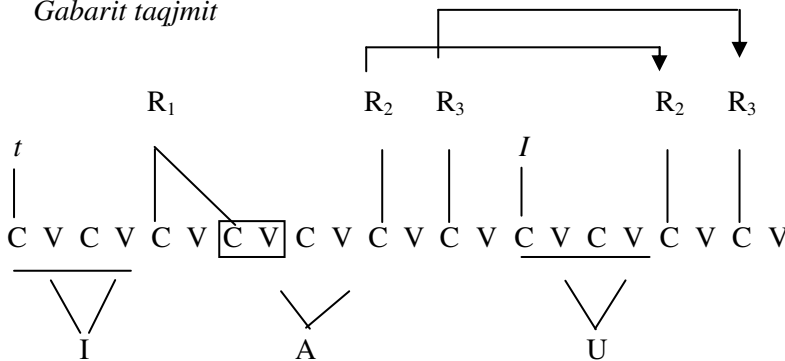 Gabarit taqjmit
R₁ R₂ R₃ R₂ R₃
t I
C V C V C V C V C V C V C V C V C V C V C V
I A U